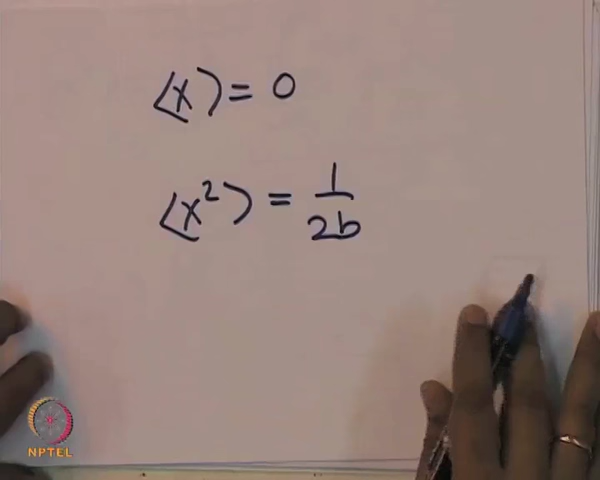 ⟨x⟩ = 0
⟨x²⟩ = 1/2b
NPTEL